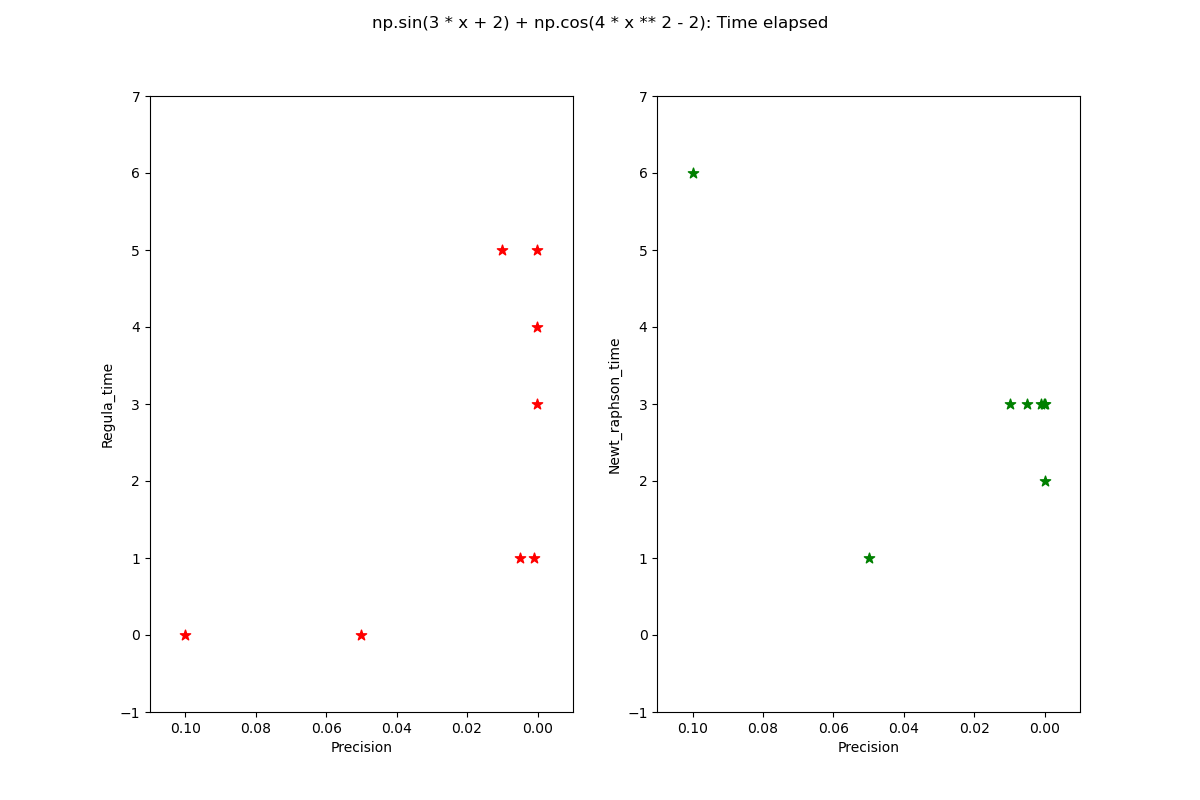 np.sin(3 * x + 2) + np.cos(4 * x ** 2 - 2): Time elapsed
7
6
5
4
3
2
1
0
−1
Regula_time
0.10 0.08 0.06 0.04 0.02 0.00
Precision
7
6
5
4
3
2
1
0
−1
Newt_raphson_time
0.10 0.08 0.06 0.04 0.02 0.00
Precision